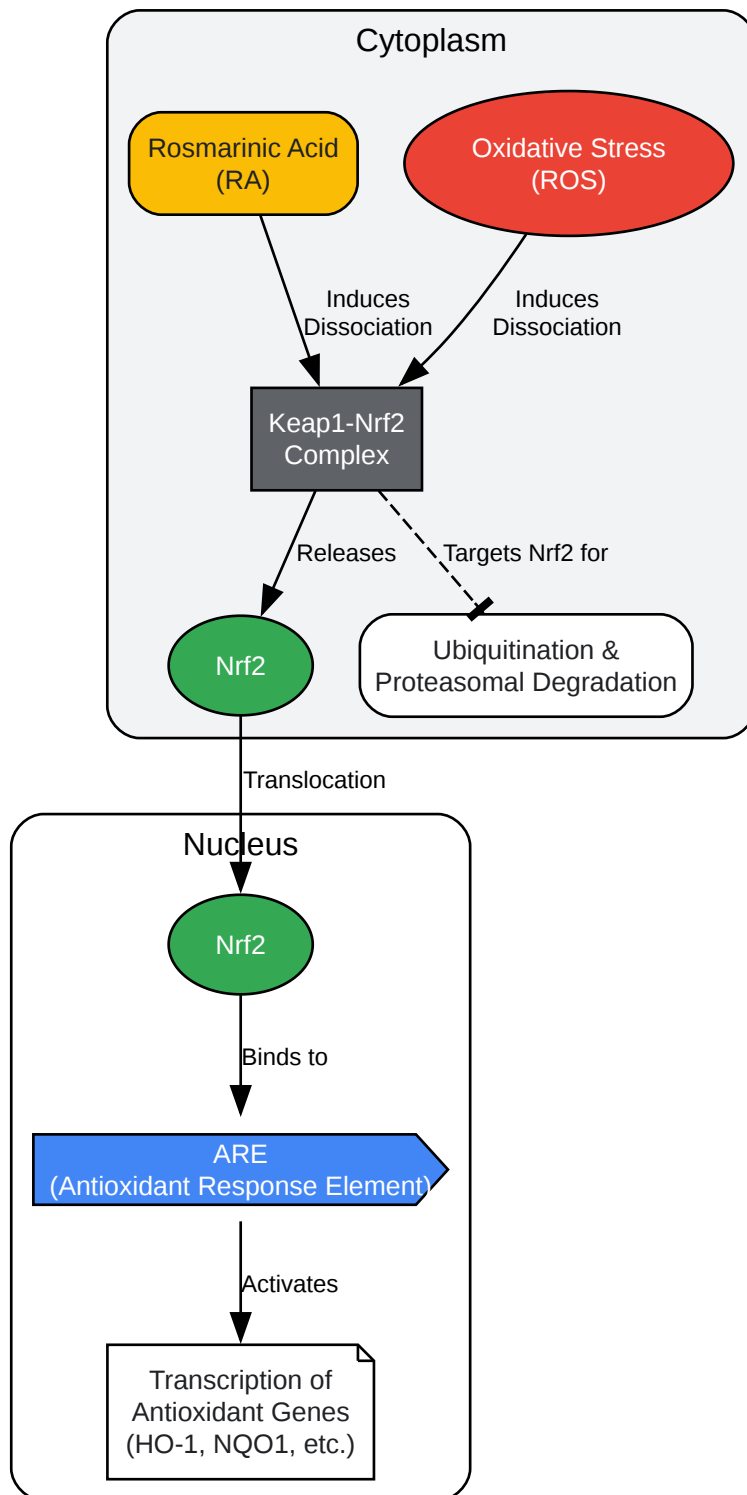 Cytoplasm
Rosmarinic Acid
(RA)
Oxidative Stress
(ROS)
Induces
Dissociation
Induces
Dissociation
Keap1-Nrf2
Complex
Releases
Targets Nrf2 for
Nrf2
Ubiquitination &
Proteasomal Degradation
Translocation
Nucleus
Nrf2
Binds to
ARE
(Antioxidant Response Element)
Activates
Transcription of
Antioxidant Genes
(HO-1, NQO1, etc.)